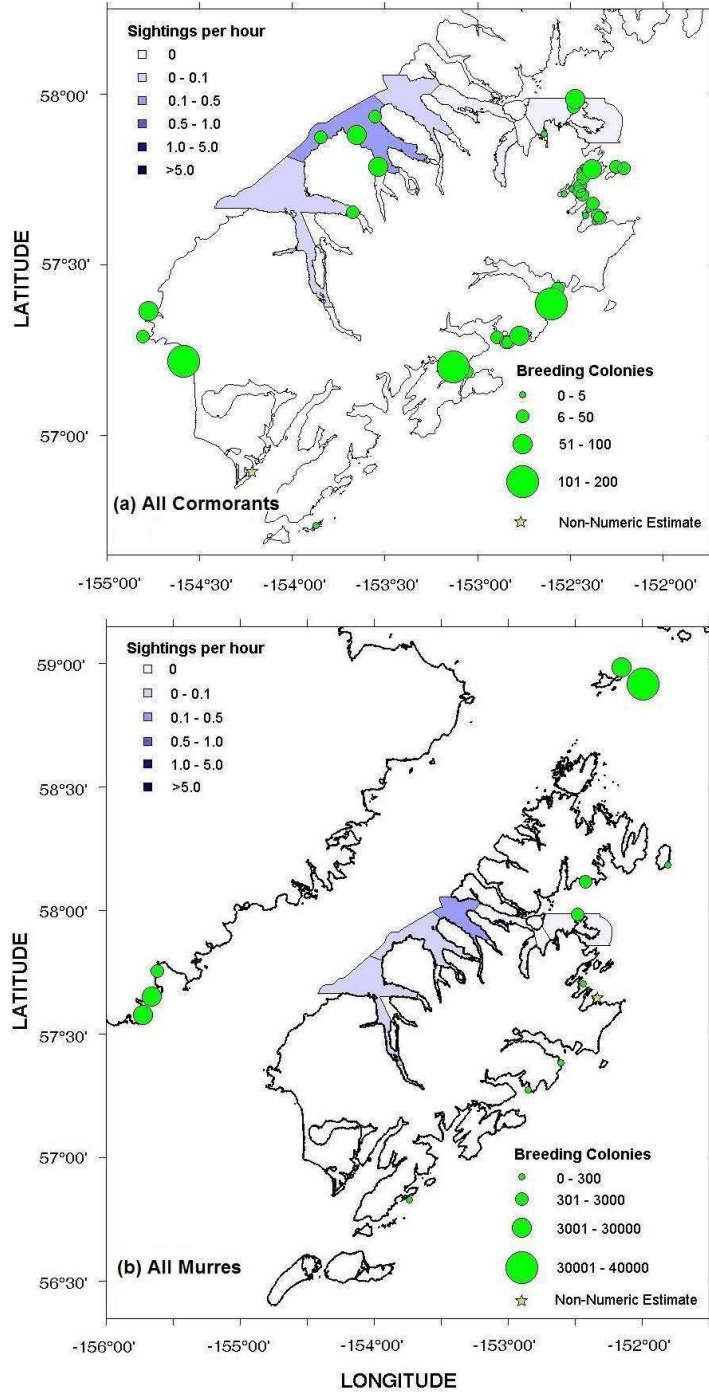 Sightings per hour
0
0 - 0.1
0.1 - 0.5
0.5 - 1.0
1.0 - 5.0
>5.0
58°00'
57°30'
57°00'
LATITUDE
Breeding Colonies
0 - 5
6 - 50
51 - 100
101 - 200
Non-Numeric Estimate
(a) All Cormorants
-155°00'
-154°30'
-154°00'
-153°30'
-153°00'
-152°30'
-152°00'
Sightings per hour
0
0 - 0.1
0.1 - 0.5
0.5 - 1.0
1.0 - 5.0
>5.0
59°00'
58°30'
58°00'
57°30'
57°00'
56°30'
LATITUDE
Breeding Colonies
0 - 300
301 - 3000
3001 - 30000
30001 - 40000
Non-Numeric Estimate
(b) All Murres
-156°00'
-155°00'
-154°00'
-153°00'
-152°00'
LONGITUDE